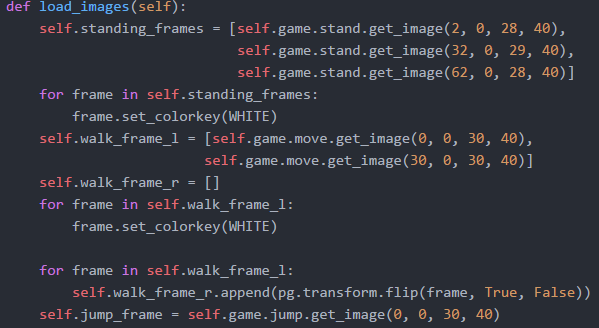 def load_images(self):
    self.standing_frames = [self.game.stand.get_image(2, 0, 28, 40),
                            self.game.stand.get_image(32, 0, 29, 40),
                            self.game.stand.get_image(62, 0, 28, 40)]
    for frame in self.standing_frames:
        frame.set_colorkey(WHITE)
    self.walk_frame_l = [self.game.move.get_image(0, 0, 30, 40),
                        self.game.move.get_image(30, 0, 30, 40)]
    self.walk_frame_r = []
    for frame in self.walk_frame_l:
        frame.set_colorkey(WHITE)

    for frame in self.walk_frame_l:
        self.walk_frame_r.append(pg.transform.flip(frame, True, False))
    self.jump_frame = self.game.jump.get_image(0, 0, 30, 40)